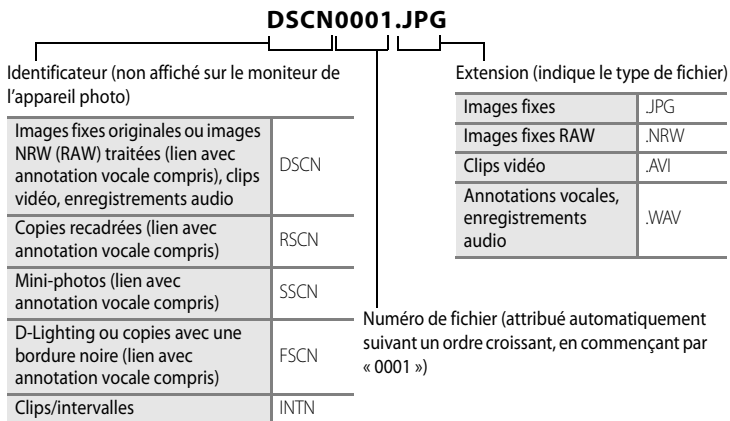 DSCN0001.JPG
Identificateur (non affiché sur le moniteur de
l'appareil photo)
Images fixes originales ou images
NRW (RAW) traitées (lien avec
annotation vocale compris), clips
vidéo, enregistrements audio
DSCN
Copies recadrées (lien avec
annotation vocale compris)
RSCN
Mini-photos (lien avec
annotation vocale compris)
SSCN
D-Lighting ou copies avec une
bordure noire (lien avec
annotation vocale compris)
FSCN
Clips/intervalles
INTN
Extension (indique le type de fichier)
Images fixes
.JPG
Images fixes RAW
.NRW
Clips vidéo
.AVI
Annotations vocales,
enregistrements
audio
.WAV
Numéro de fichier (attribué automatiquement
suivant un ordre croissant, en commençant par
« 0001 »)